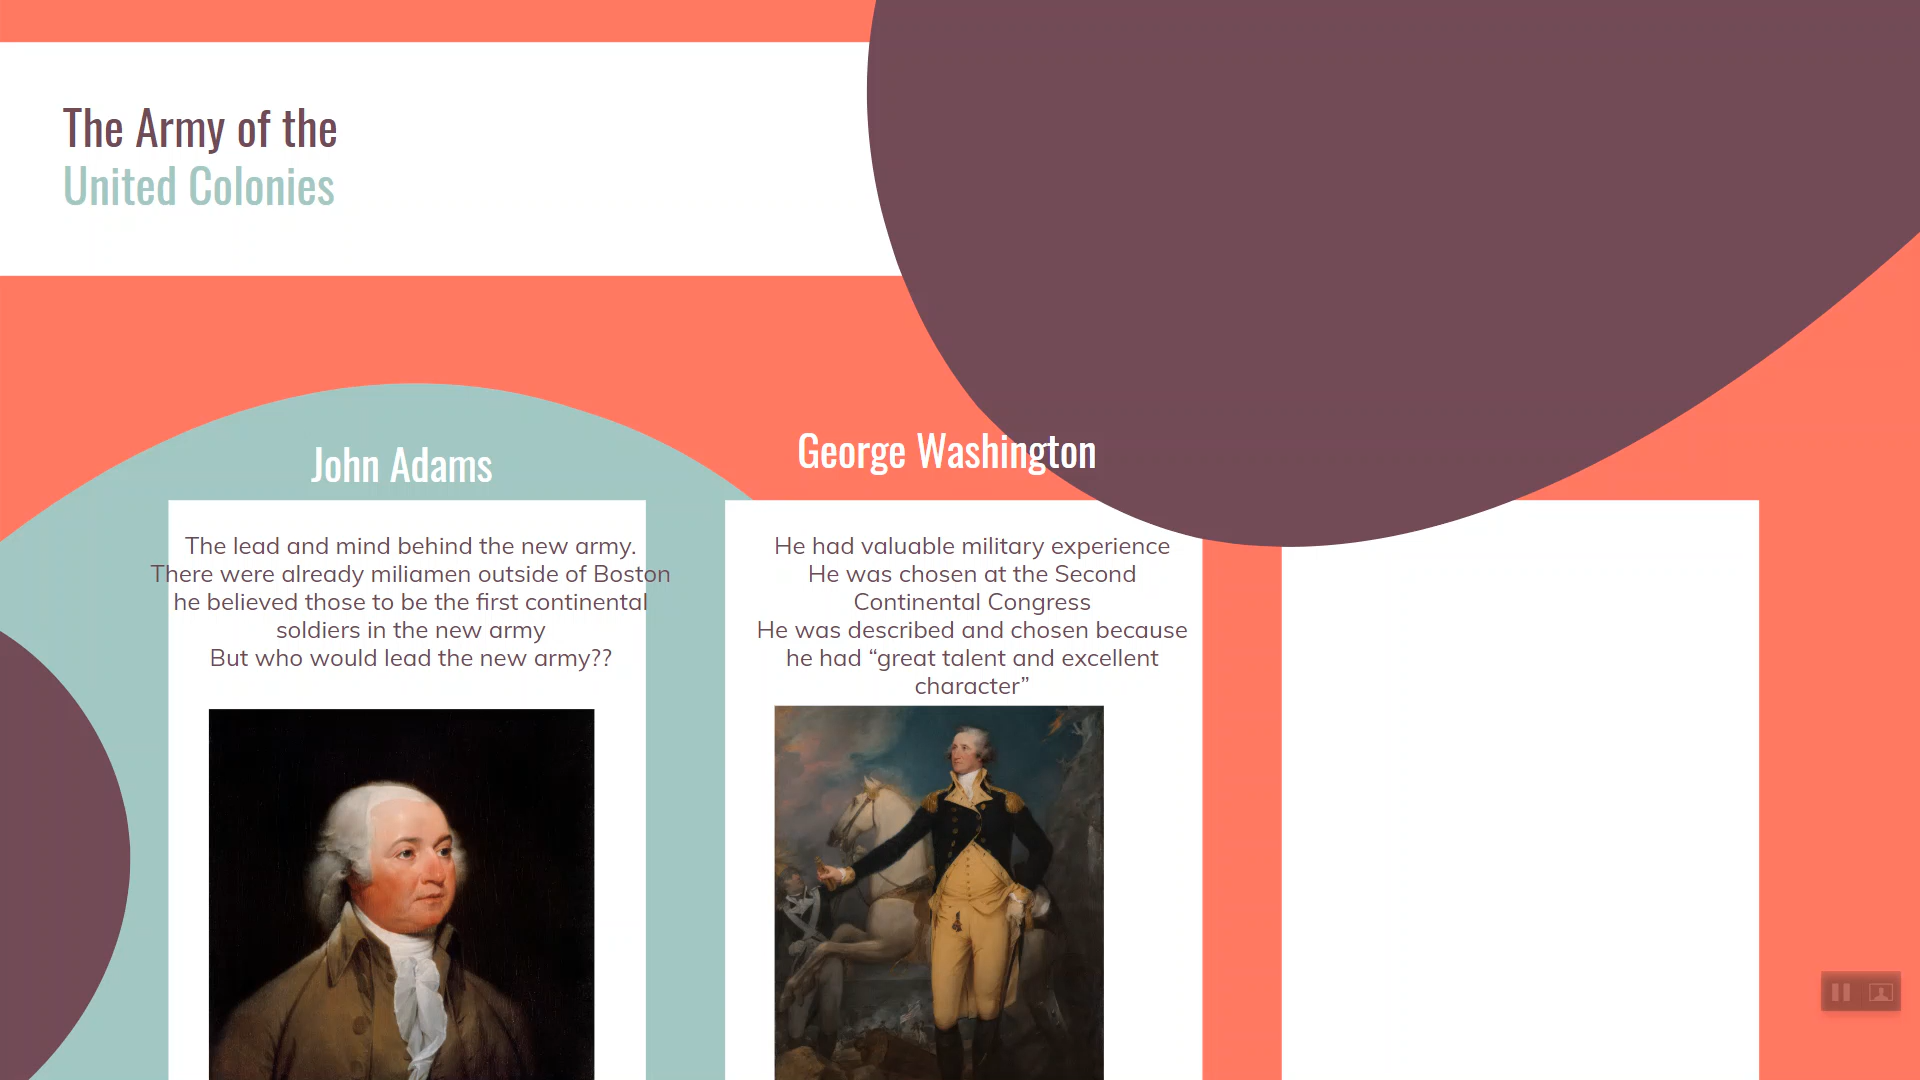 The Army of the
United Colonies
John Adams
The lead and mind behind the new army.
There were already miliamen outside of Boston
he believed those to be the first continental
soldiers in the new army
But who would lead the new army??
George Washington
He had valuable military experience
He was chosen at the Second
Continental Congress
He was described and chosen because
he had “great talent and excellent
character”